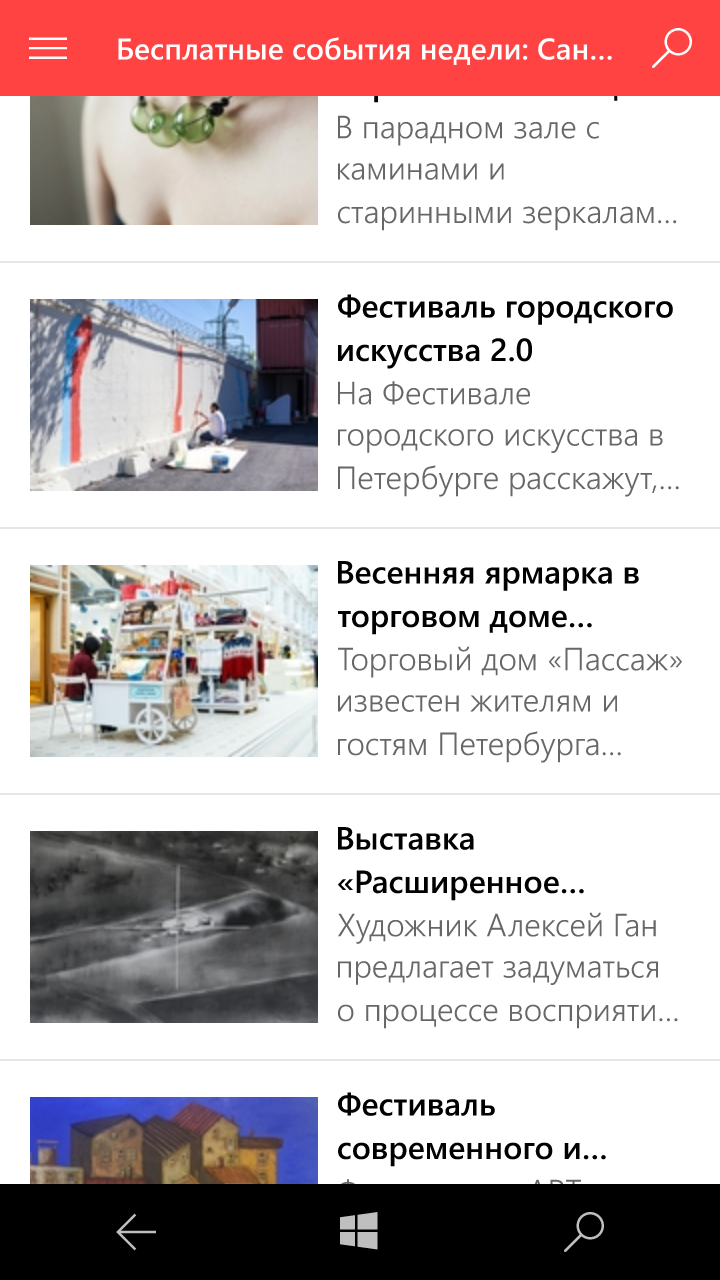 Бесплатные события недели: Сан...
В парадном зале с
каминами и
старинными зеркалам...
Фестиваль городского
искусства 2.0
На Фестивале
городского искусства в
Петербурге расскажут,...
Весенняя ярмарка в
торговом доме...
Торговый дом «Пассаж»
известен жителям и
гостям Петербурга...
Выставка
«Расширенное...
Художник Алексей Ган
предлагает задуматься
о процессе восприяти...
Фестиваль
современного и...